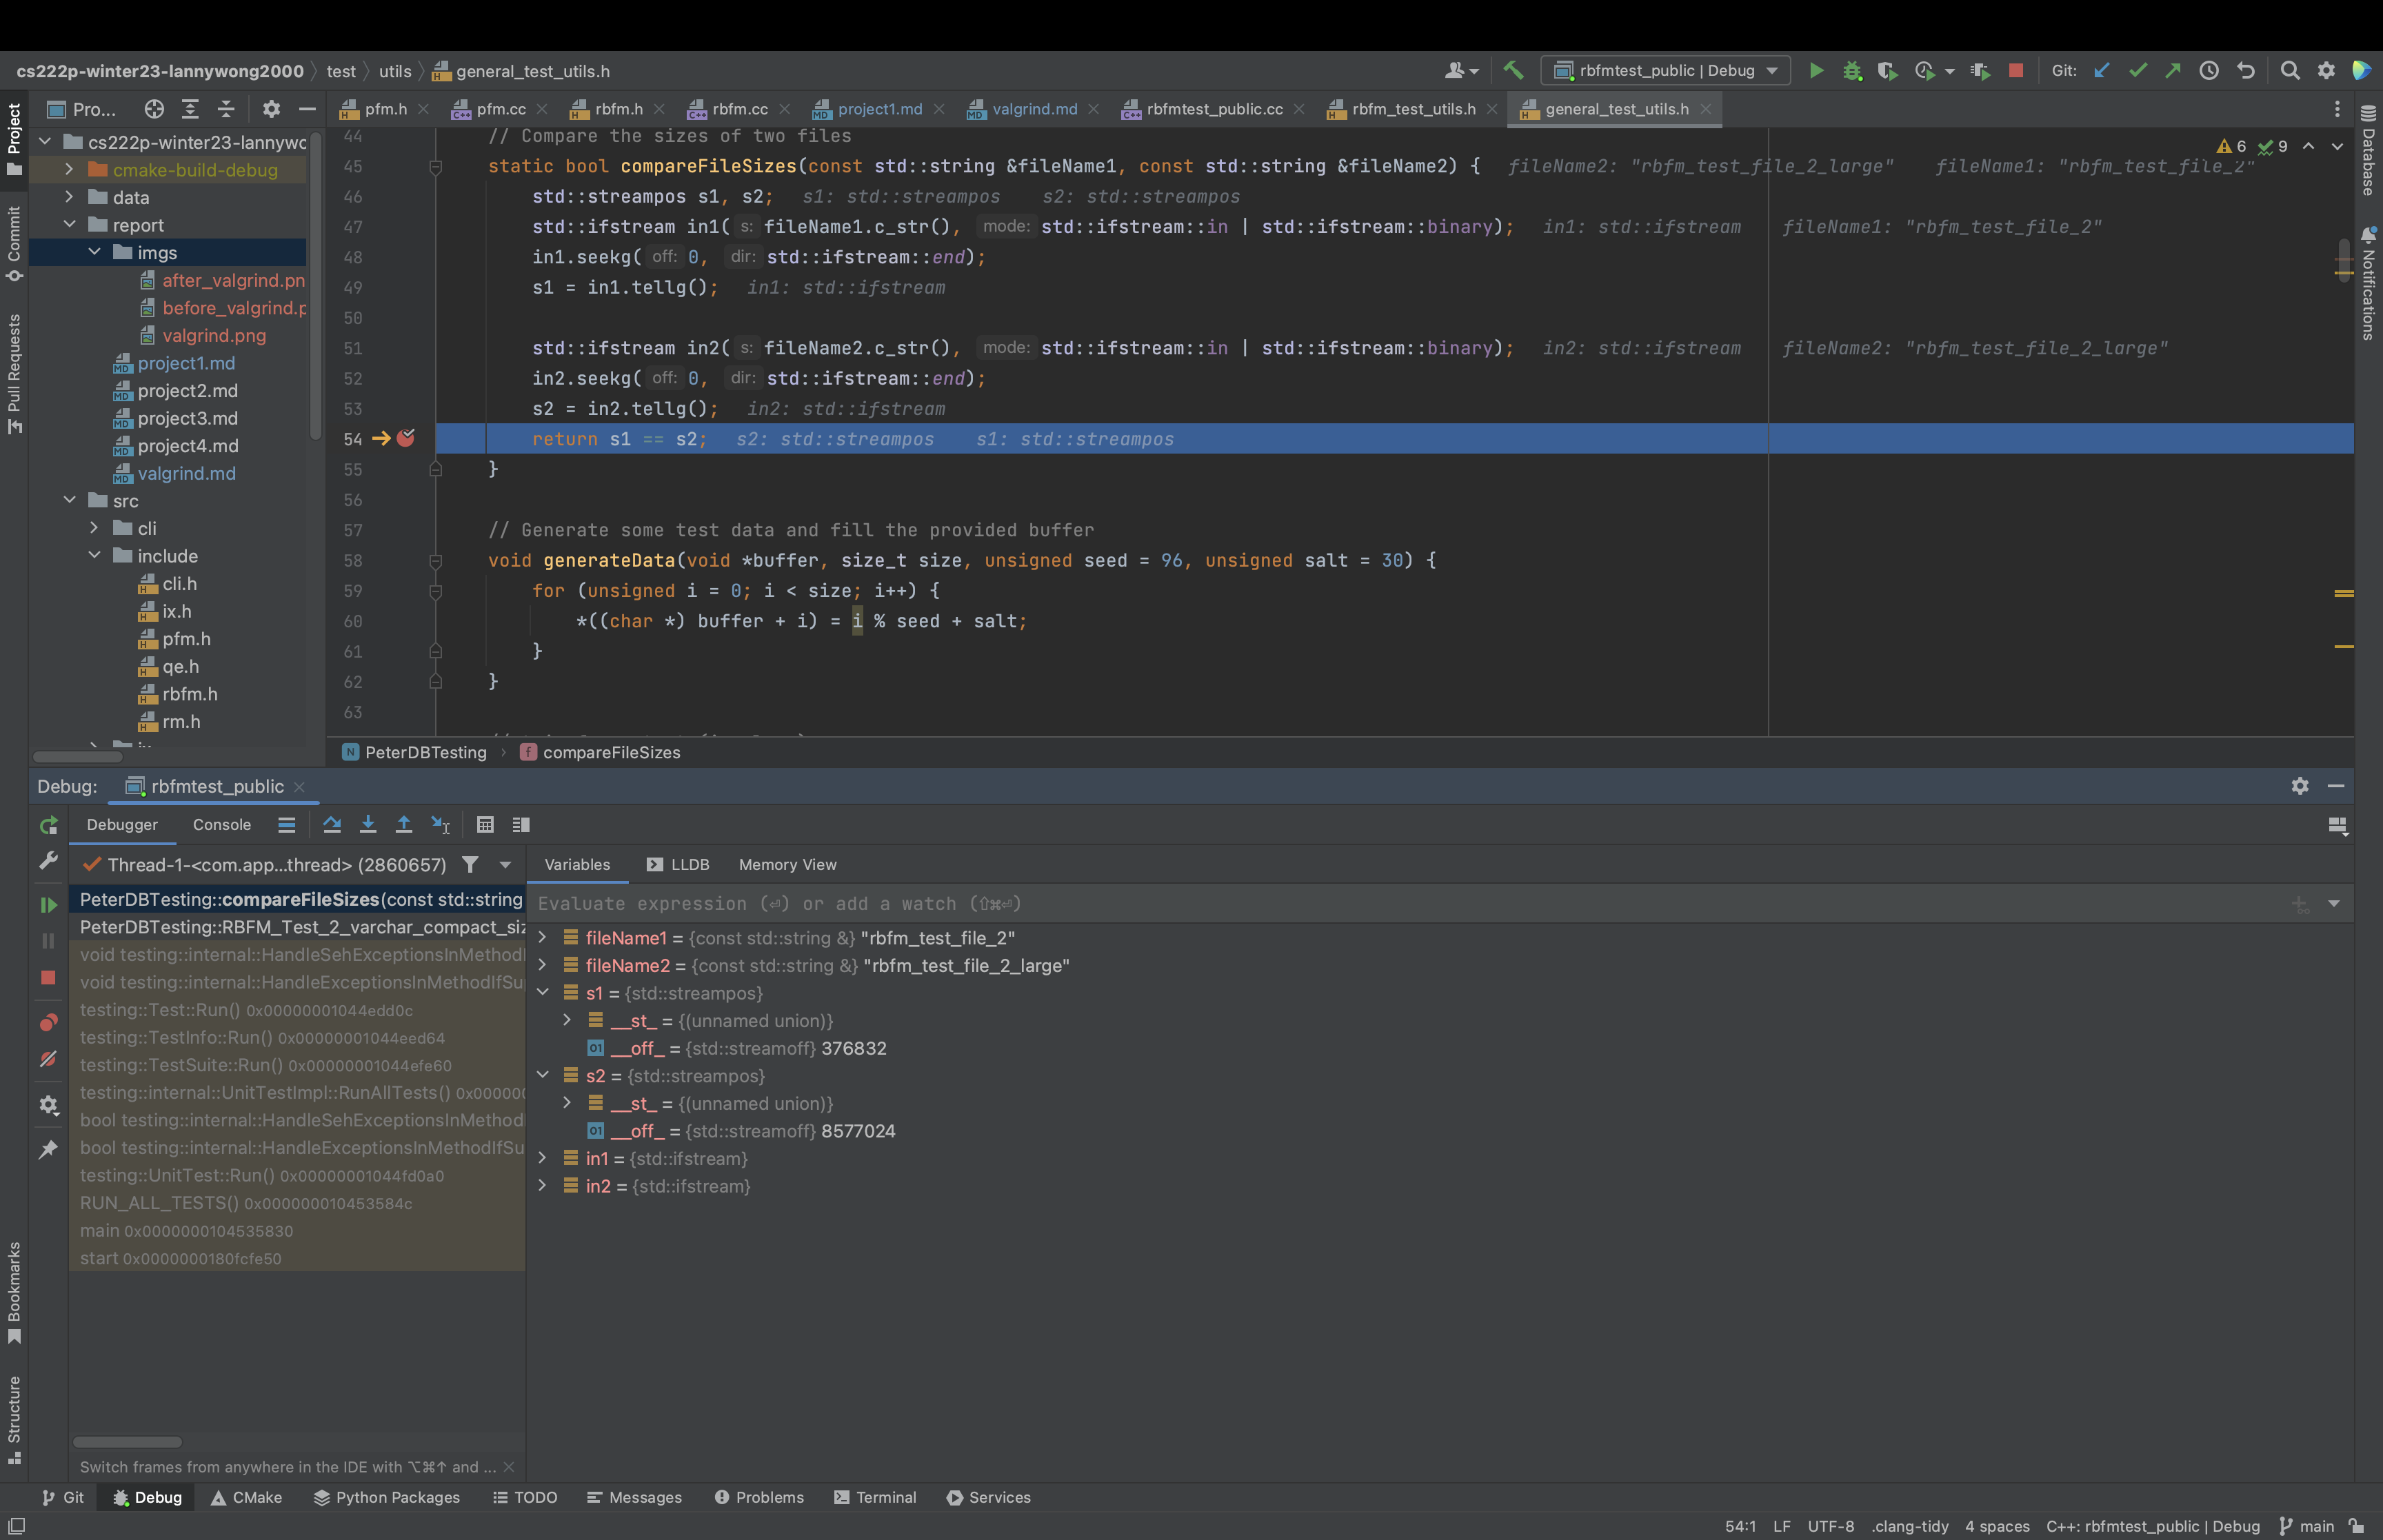 cs222p-winter23-lannywong2000 〉 test 〉 utils 〉 general_test_utils.h
rbfmtest_public | Debug
Git:
Pro...
pfm.h
pfm.cc
rbfm.h
rbfm.cc
project1.md
valgrind.md
rbfmtest_public.cc
rbfm_test_utils.h
general_test_utils.h
Project
Commit
Pull Requests
Bookmarks
Structure
Database
Notifications
cs222p-winter23-lannywo
cmake-build-debug
data
report
imgs
after_valgrind.pn
before_valgrind.p
valgrind.png
project1.md
project2.md
project3.md
project4.md
valgrind.md
src
cli
include
cli.h
ix.h
pfm.h
qe.h
rbfm.h
rm.h
6 9
44 // Compare the sizes of two files
45 static bool compareFileSizes(const std::string &fileName1, const std::string &fileName2) { fileName2: "rbfm_test_file_2_large" fileName1: "rbfm_test_file_2"
46 std::streampos s1, s2; s1: std::streampos s2: std::streampos
47 std::ifstream in1( s: fileName1.c_str(), mode: std::ifstream::in | std::ifstream::binary); in1: std::ifstream fileName1: "rbfm_test_file_2"
48 in1.seekg( off: 0, dir: std::ifstream::end);
49 s1 = in1.tellg(); in1: std::ifstream
50
51 std::ifstream in2( s: fileName2.c_str(), mode: std::ifstream::in | std::ifstream::binary); in2: std::ifstream fileName2: "rbfm_test_file_2_large"
52 in2.seekg( off: 0, dir: std::ifstream::end);
53 s2 = in2.tellg(); in2: std::ifstream
54 return s1 == s2; s2: std::streampos s1: std::streampos
55 }
56
57 // Generate some test data and fill the provided buffer
58 void generateData(void *buffer, size_t size, unsigned seed = 96, unsigned salt = 30) {
59 for (unsigned i = 0; i < size; i++) {
60 *((char *) buffer + i) = i % seed + salt;
61 }
62 }
63
PeterDBTesting 〉 compareFileSizes
Debug: rbfmtest_public
Debugger Console
Thread-1-<com.app...thread> (2860657)
PeterDBTesting::compareFileSizes(const std::string
PeterDBTesting::RBFM_Test_2_varchar_compact_siz
void testing::internal::HandleSehExceptionsInMethodI
void testing::internal::HandleExceptionsInMethodIfSup
testing::Test::Run() 0x00000001044edd0c
testing::TestInfo::Run() 0x00000001044eed64
testing::TestSuite::Run() 0x00000001044efe60
testing::internal::UnitTestImpl::RunAllTests() 0x000000
bool testing::internal::HandleSehExceptionsInMethodI
bool testing::internal::HandleExceptionsInMethodIfSu
testing::UnitTest::Run() 0x00000001044fd0a0
RUN_ALL_TESTS() 0x000000010453584c
main 0x0000000104535830
start 0x0000000180fcfe50
Switch frames from anywhere in the IDE with ⌥⌘↑ and ...
Variables LLDB Memory View
Evaluate expression (⏎) or add a watch (⇧⌘⏎)
fileName1 = {const std::string &} "rbfm_test_file_2"
fileName2 = {const std::string &} "rbfm_test_file_2_large"
s1 = {std::streampos}
__st_ = {(unnamed union)}
__off_ = {std::streamoff} 376832
s2 = {std::streampos}
__st_ = {(unnamed union)}
__off_ = {std::streamoff} 8577024
in1 = {std::ifstream}
in2 = {std::ifstream}
Git Debug CMake Python Packages TODO Messages Problems Terminal Services
54:1 LF UTF-8 .clang-tidy 4 spaces C++: rbfmtest_public | Debug main